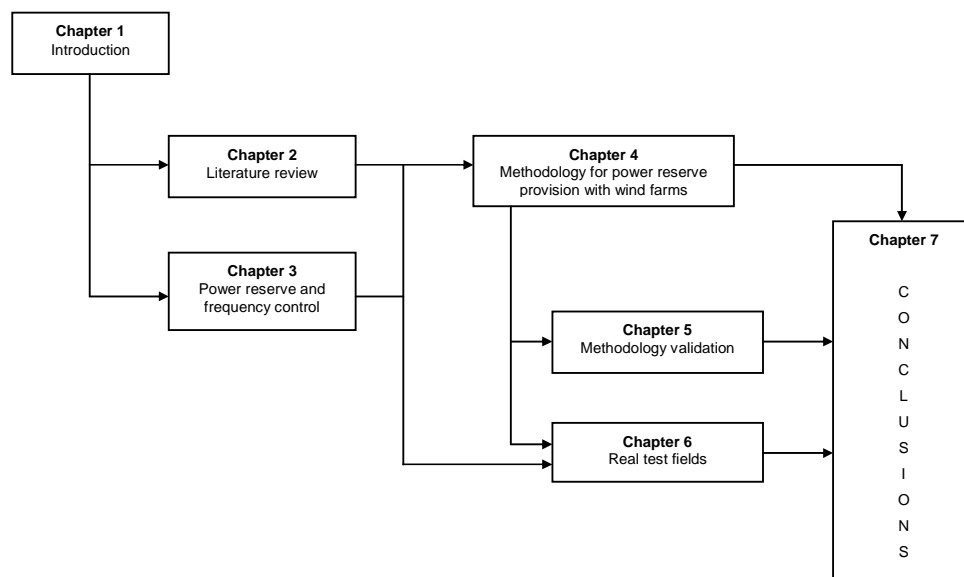 Chapter 1
Introduction
Chapter 2
Literature review
Chapter 3
Power reserve and
frequency control
Chapter 4
Methodology for power reserve
provision with wind farms
Chapter 5
Methodology validation
Chapter 6
Real test fields
Chapter 7
C
O
N
C
L
U
S
I
O
N
S